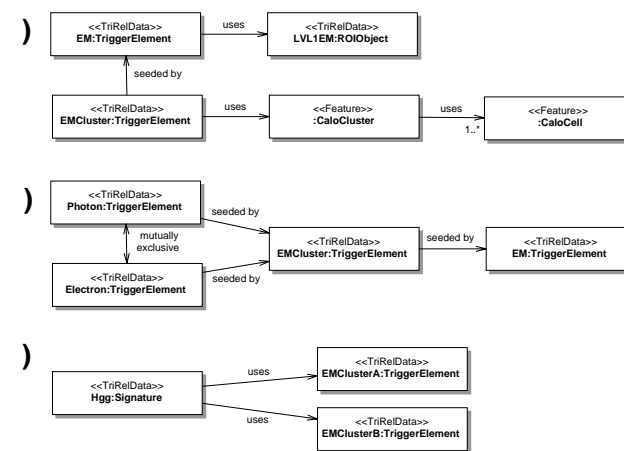 )
<<TriRelData>>
EM:TriggerElement
uses
<<TriRelData>>
LVL1EM:ROIObject
seeded by
<<TriRelData>>
EMCluster:TriggerElement
uses
<<Feature>>
:CaloCluster
uses
1..*
<<Feature>>
:CaloCell
)
<<TriRelData>>
Photon:TriggerElement
seeded by
mutually
exclusive
<<TriRelData>>
EMCluster:TriggerElement
seeded by
<<TriRelData>>
EM:TriggerElement
<<TriRelData>>
Electron:TriggerElement
seeded by
)
<<TriRelData>>
Hgg:Signature
uses
<<TriRelData>>
EMClusterA:TriggerElement
uses
<<TriRelData>>
EMClusterB:TriggerElement